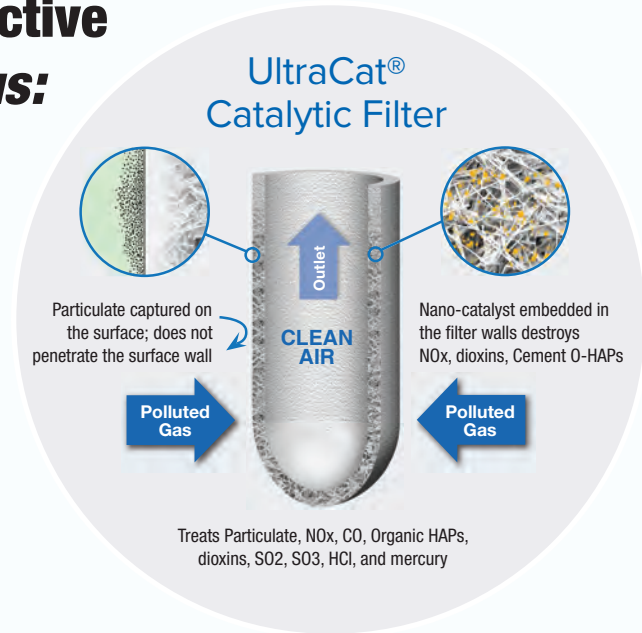 ctive
us:
UltraCat®
Catalytic Filter
Outlet
Particulate captured on
the surface; does not
penetrate the surface wall
CLEAN
AIR
Nano-catalyst embedded in
the filter walls destroys
NOx, dioxins, Cement O-HAPs
Polluted
Gas
Polluted
Gas
Treats Particulate, NOx, CO, Organic HAPs,
dioxins, SO2, SO3, HCl, and mercury